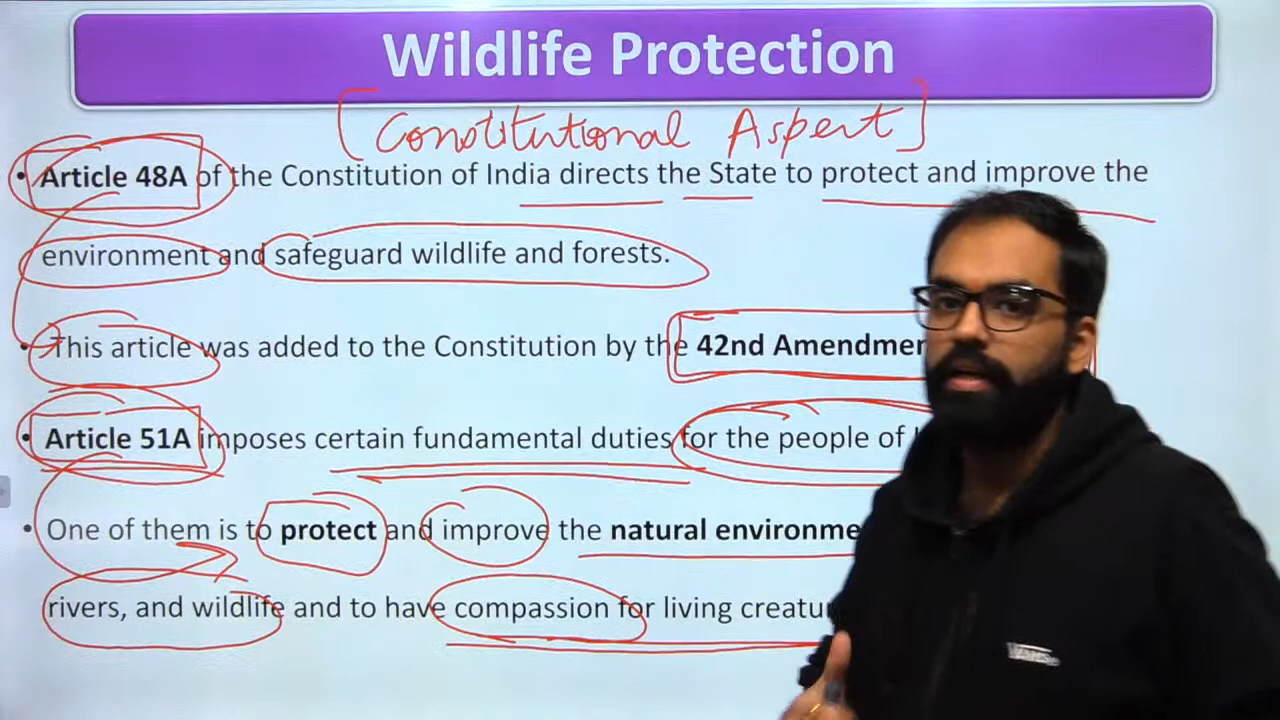 Wildlife Protection
[Constitutional Aspect]
• Article 48A of the Constitution of India directs the State to protect and improve the
environment and safeguard wildlife and forests.
• This article was added to the Constitution by the 42nd Amendmen
• Article 51A imposes certain fundamental duties for the people of
• One of them is to protect and improve the natural environme
rivers, and wildlife and to have compassion for living creatu